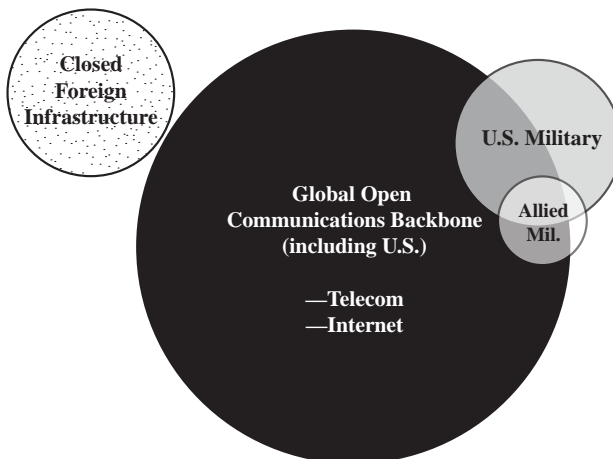 Closed
Foreign
Infrastructure
U.S. Military
Global Open
Communications Backbone
(including U.S.)
Allied
Mil.
—Telecom
—Internet